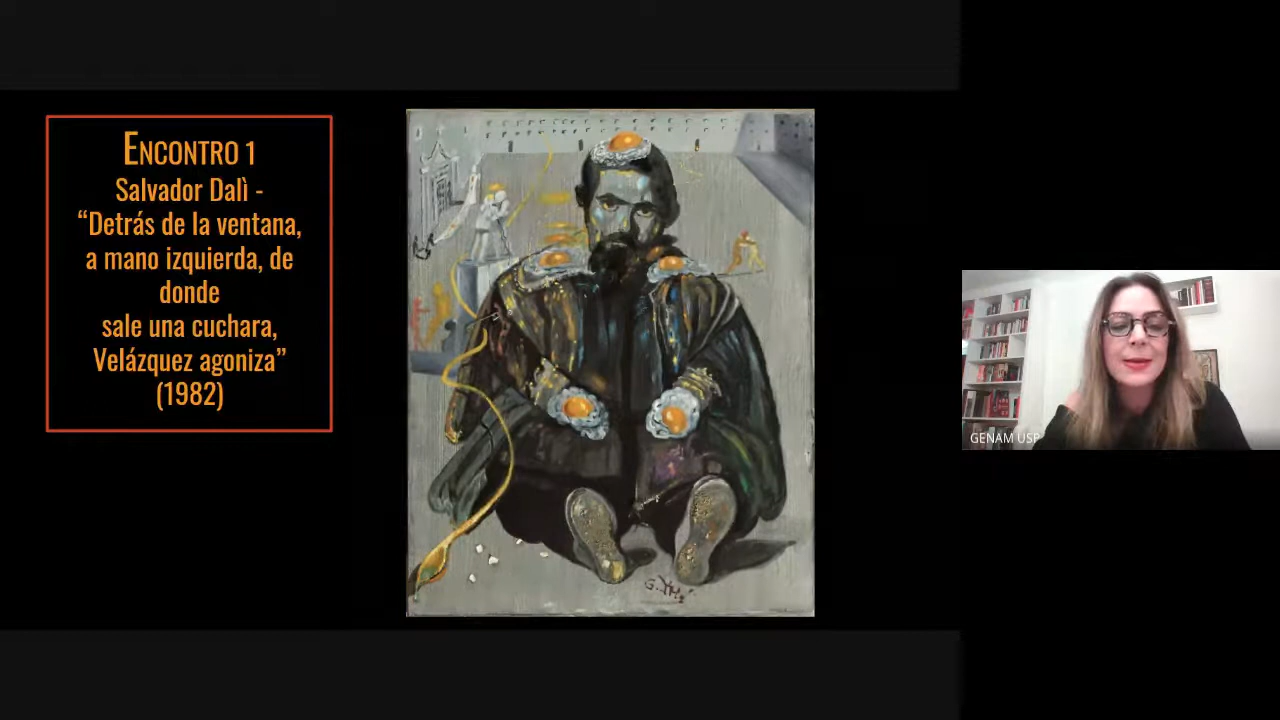 ENCONTRO 1
Salvador Dalì -
“Detrás de la ventana,
a mano izquierda, de
donde
sale una cuchara,
Velázquez agoniza”
(1982)
GENAM USP